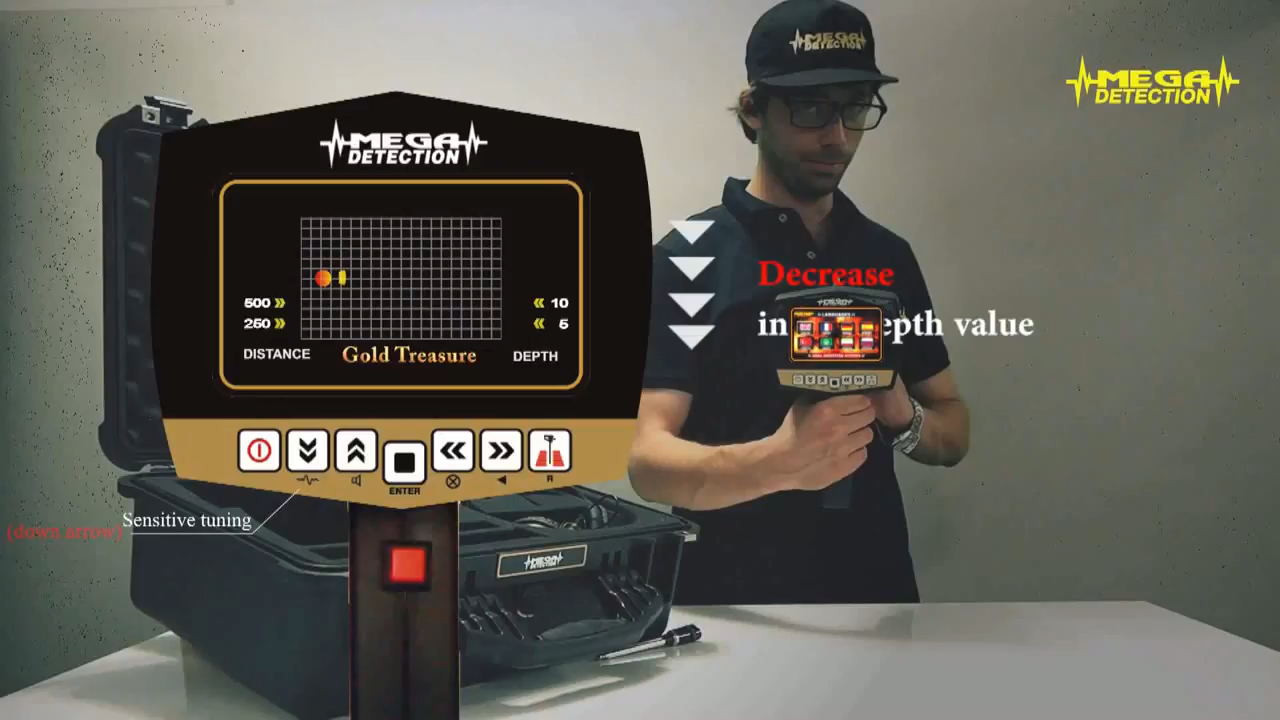 MEGA
DETECTION
MEGA
DETECTION
MEGA
DETECTION
500
10
250
5
DISTANCE
Gold Treasure
DEPTH
Decrease
in
epth value
LANGUAGES
ENTER
R
Sensitive tuning
(down arrow)
MEGA
DETECTION